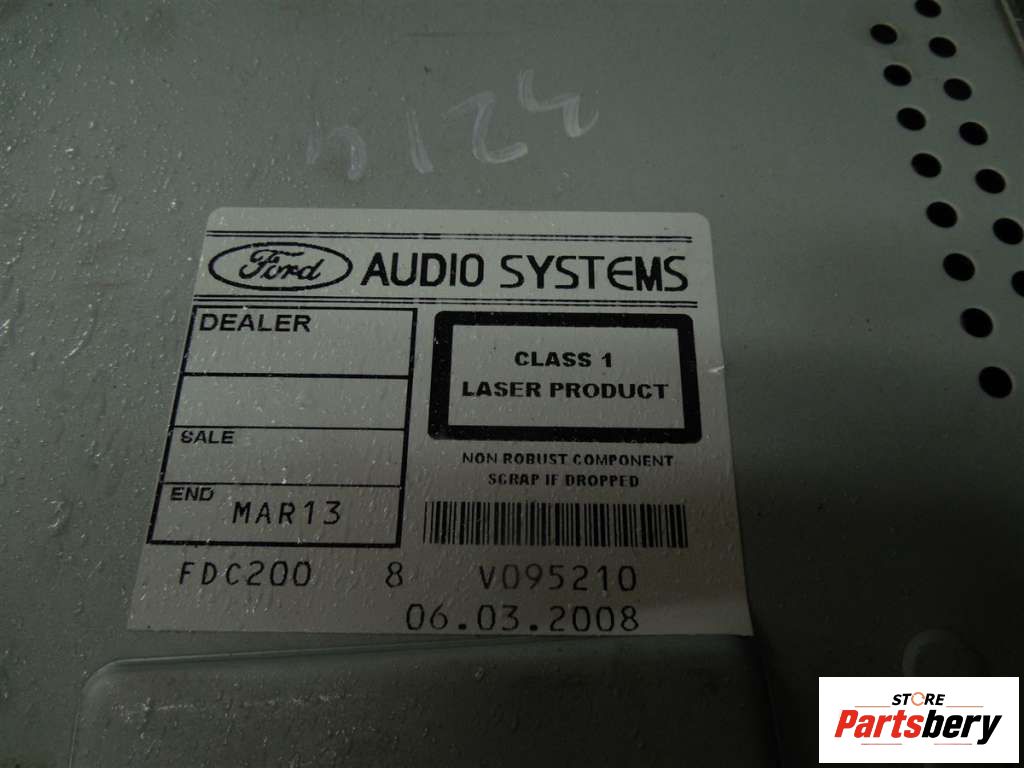 Ford AUDIO SYSTEMS
DEALER
SALE
END MAR13
CLASS 1
LASER PRODUCT
NON ROBUST COMPONENT
SCRAP IF DROPPED
FDC200 8 V095210
06.03.2008
STORE
Partsbery